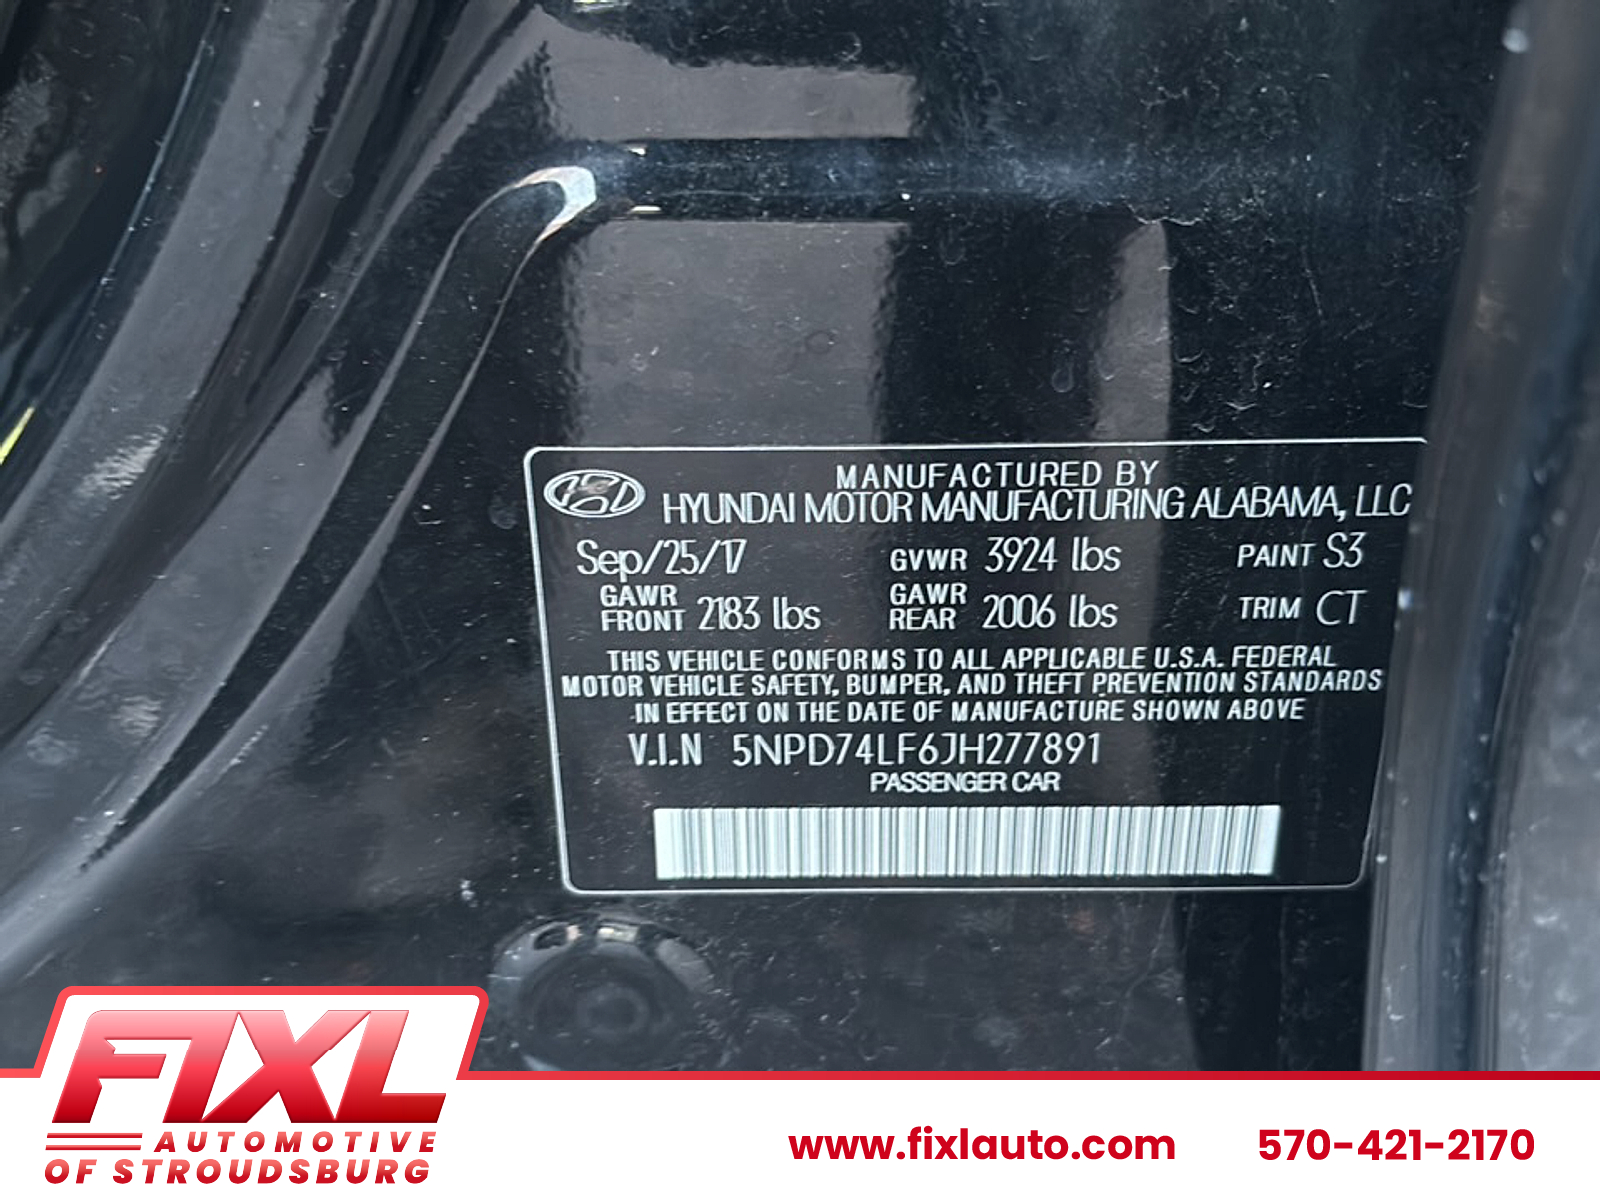 MANUFACTURED BY
HYUNDAI MOTOR MANUFACTURING ALABAMA, LLC
Sep/25/17 GVWR 3924 lbs PAINT S3
GAWR FRONT 2183 lbs GAWR REAR 2006 lbs TRIM CT
THIS VEHICLE CONFORMS TO ALL APPLICABLE U.S.A. FEDERAL
MOTOR VEHICLE SAFETY, BUMPER, AND THEFT PREVENTION STANDARDS
IN EFFECT ON THE DATE OF MANUFACTURE SHOWN ABOVE
V.I.N 5NPD74LF6JH277891
PASSENGER CAR
FIXL
AUTOMOTIVE
OF STROUDSBURG
www.fixlauto.com 570-421-2170